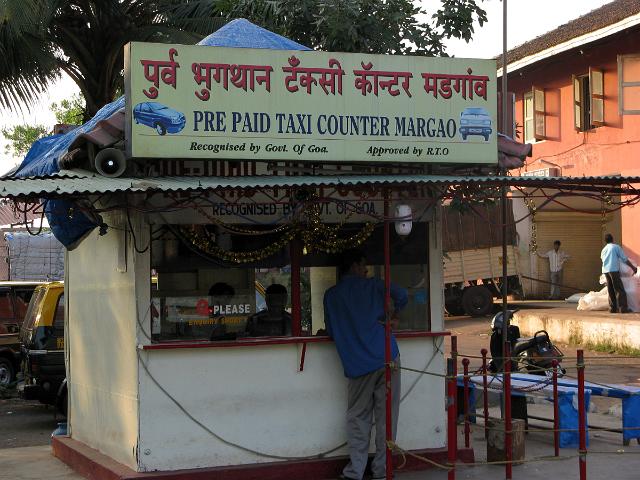 पुर्व भुगथान टॅंकसी कॉन्टर मडगांव
PRE PAID TAXI COUNTER MARGAO
Recognised by Govt. Of Goa.   Approved by R.T.O
RECOGNISED BY GOVT. OF GOA.
PLEASE